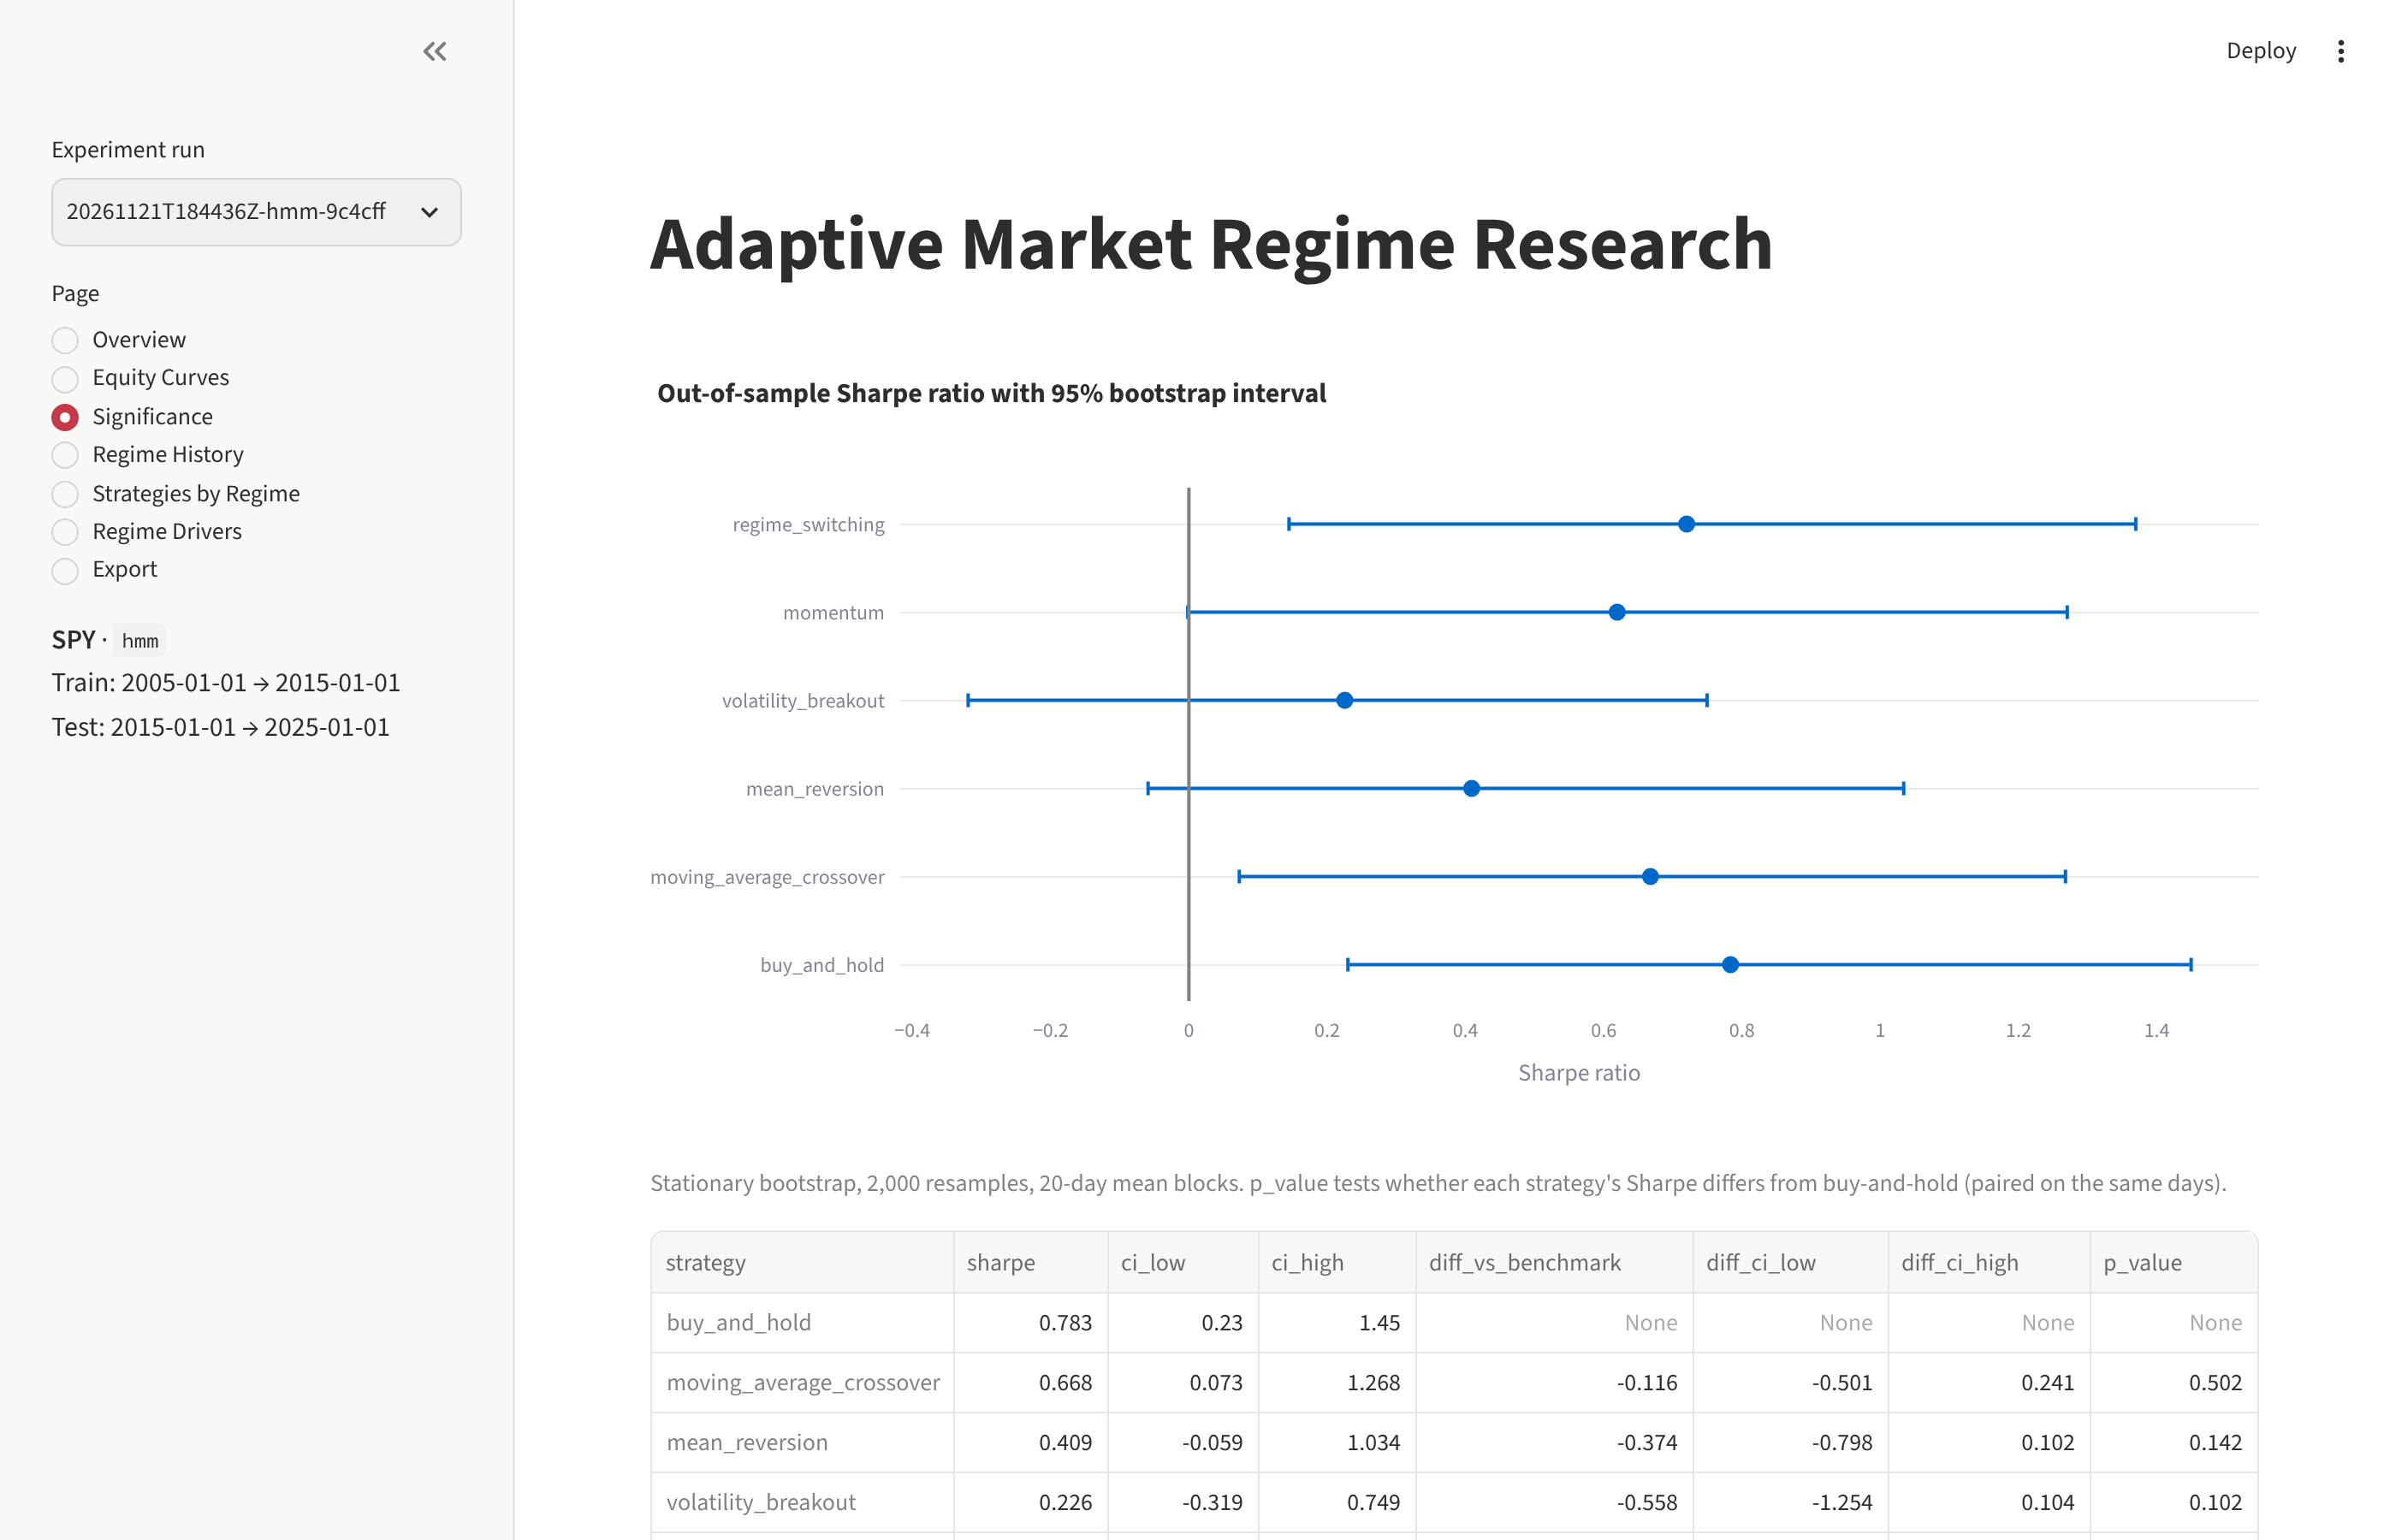 Deploy
Experiment run
20261121T184436Z-hmm-9c4cff
Page
Overview
Equity Curves
Significance
Regime History
Strategies by Regime
Regime Drivers
Export
SPY · hmm
Train: 2005-01-01 → 2015-01-01
Test: 2015-01-01 → 2025-01-01
Adaptive Market Regime Research
Out-of-sample Sharpe ratio with 95% bootstrap interval
regime_switching
momentum
volatility_breakout
mean_reversion
moving_average_crossover
buy_and_hold
−0.4 −0.2 0 0.2 0.4 0.6 0.8 1 1.2 1.4
Sharpe ratio
Stationary bootstrap, 2,000 resamples, 20-day mean blocks. p_value tests whether each strategy's Sharpe differs from buy-and-hold (paired on the same days).
strategy sharpe ci_low ci_high diff_vs_benchmark diff_ci_low diff_ci_high p_value
buy_and_hold 0.783 0.23 1.45 None None None None
moving_average_crossover 0.668 0.073 1.268 -0.116 -0.501 0.241 0.502
mean_reversion 0.409 -0.059 1.034 -0.374 -0.798 0.102 0.142
volatility_breakout 0.226 -0.319 0.749 -0.558 -1.254 0.104 0.102